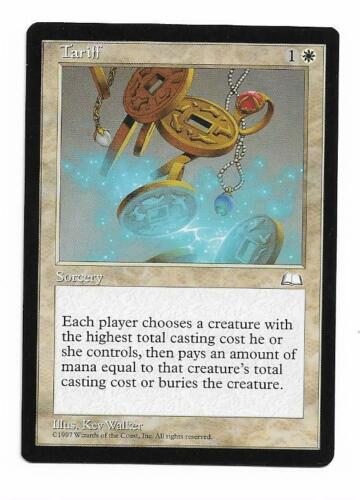 Tariff 1
Sorcery
Each player chooses a creature with
the highest total casting cost he or
she controls, then pays an amount of
mana equal to that creature's total
casting cost or buries the creature.
Illus. Kev Walker
©1997 Wizards of the Coast, Inc. All rights reserved.